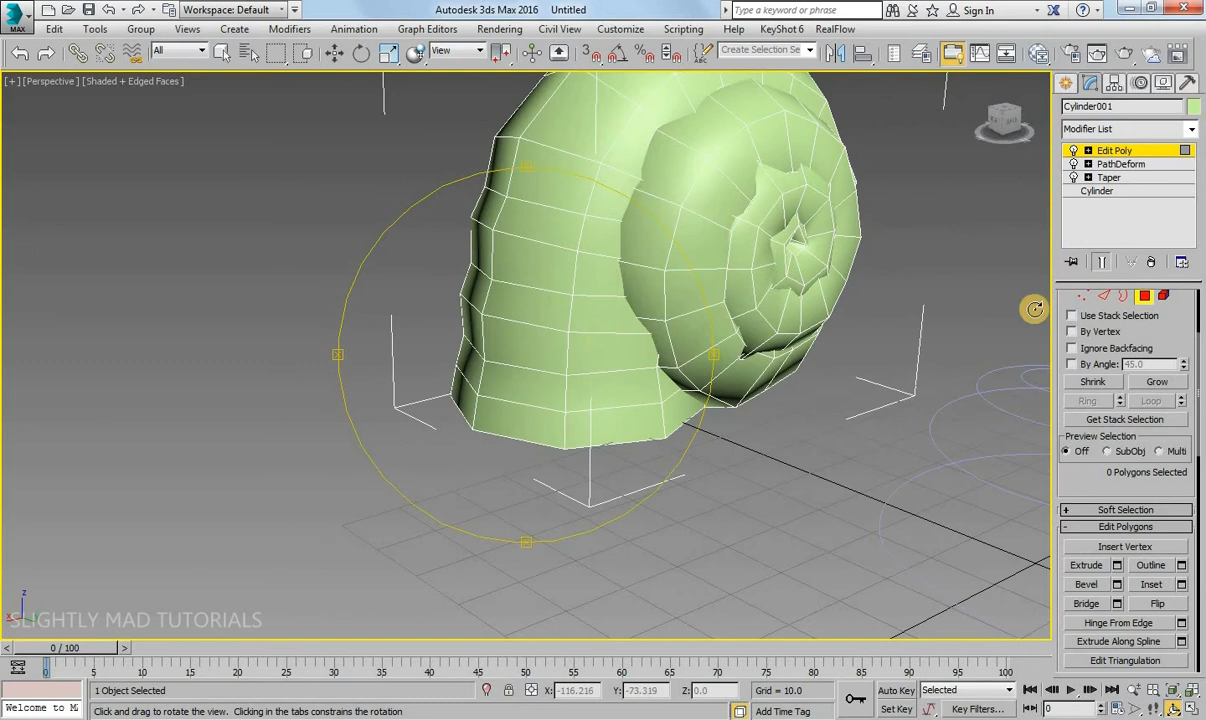 MAX
Workspace: Default
Autodesk 3ds Max 2016   Untitled
Type a keyword or phrase
Sign In
Edit Tools Group Views Create Modifiers Animation Graph Editors Rendering Civil View Customize Scripting Help KeyShot 6 RealFlow
All
View
3
Create Selection Se
[+] [Perspective] [Shaded + Edged Faces]
Cylinder001
Modifier List
Edit Poly
PathDeform
Taper
Cylinder
Use Stack Selection
By Vertex
Ignore Backfacing
By Angle: 45.0
Shrink Grow
Ring Loop
Get Stack Selection
Preview Selection
Off SubObj Multi
0 Polygons Selected
+ Soft Selection
- Edit Polygons
Insert Vertex
Extrude Outline
Bevel Inset
Bridge Flip
Hinge From Edge
Extrude Along Spline
Edit Triangulation
z
x
SLIGHTLY MAD TUTORIALS
< 0 / 100 >
0 5 10 15 20 25 30 35 40 45 50 55 60 65 70 75 80 85 90 95 100
1 Object Selected
X: -116.216 Y: -73.319 Z: 0.0
Grid = 10.0
Auto Key Selected
Welcome to M
Click and drag to rotate the view. Clicking in the tabs constrains the rotation
Add Time Tag
Set Key Key Filters...
0